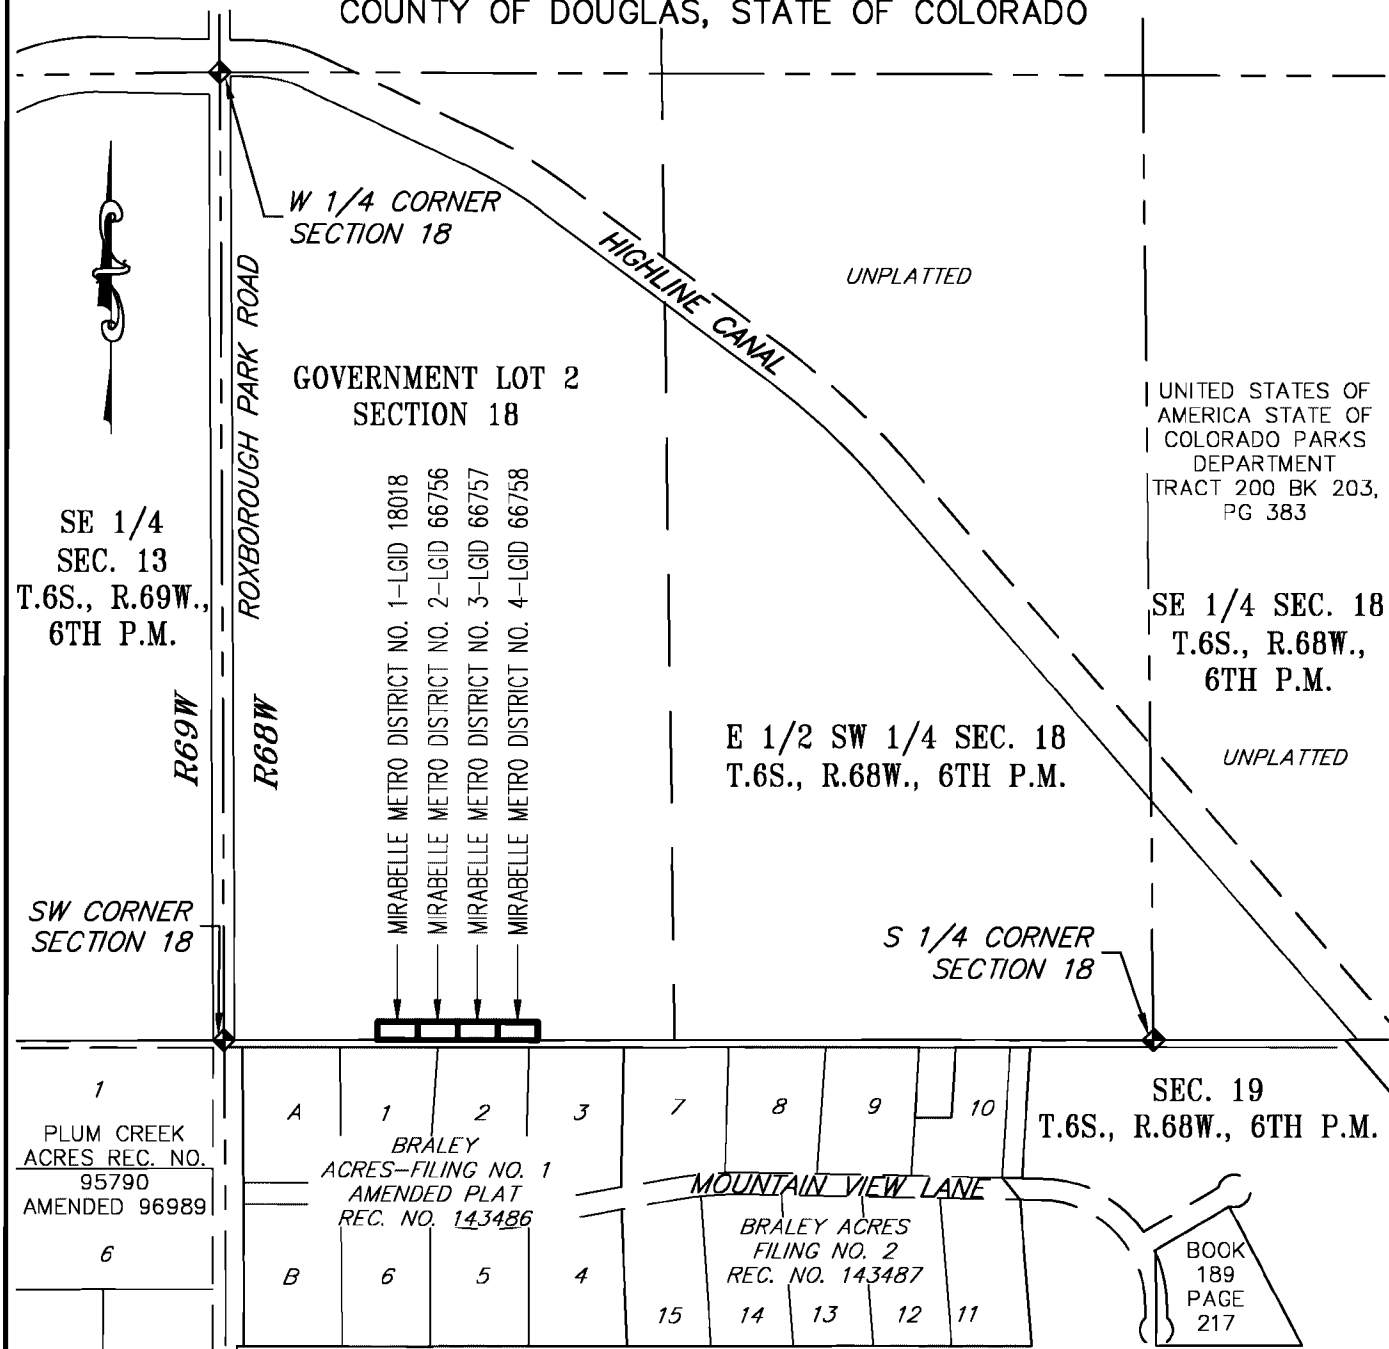 COUNTY OF DOUGLAS, STATE OF COLORADO
W 1/4 CORNER
SECTION 18
ROXBOROUGH PARK ROAD
HIGHLINE CANAL
UNPLATTED
GOVERNMENT LOT 2
SECTION 18
UNITED STATES OF
AMERICA STATE OF
COLORADO PARKS
DEPARTMENT
TRACT 200 BK 203,
PG 383
SE 1/4
SEC. 13
T.6S., R.69W.,
6TH P.M.
MIRABELLE METRO DISTRICT NO. 1-LGID 18018
MIRABELLE METRO DISTRICT NO. 2-LGID 66756
MIRABELLE METRO DISTRICT NO. 3-LGID 66757
MIRABELLE METRO DISTRICT NO. 4-LGID 66758
SE 1/4 SEC. 18
T.6S., R.68W.,
6TH P.M.
R69W
R68W
E 1/2 SW 1/4 SEC. 18
T.6S., R.68W., 6TH P.M.
UNPLATTED
SW CORNER
SECTION 18
S 1/4 CORNER
SECTION 18
1
PLUM CREEK
ACRES REC. NO.
95790
AMENDED 96989
6
A
1
2
3
7
8
9
10
SEC. 19
T.6S., R.68W., 6TH P.M.
BRALEY
ACRES-FILING NO. 1
AMENDED PLAT
REC. NO. 143486
MOUNTAIN VIEW LANE
BRALEY ACRES
FILING NO. 2
REC. NO. 143487
B
6
5
4
15
14
13
12
11
BOOK
189
PAGE
217